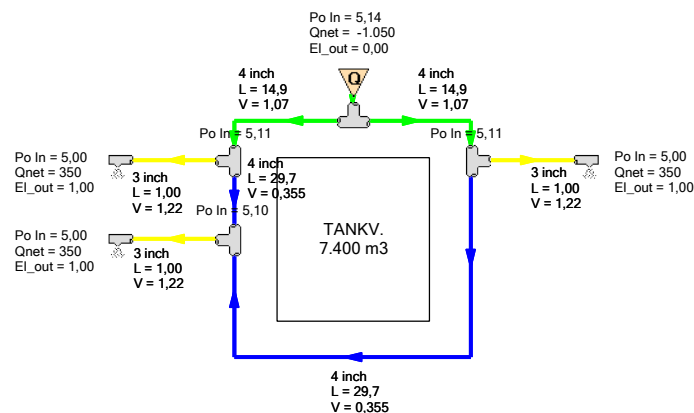 Po In = 5,14
Qnet = -1.050
El_out = 0,00
4 inch
L = 14,9
V = 1,07
Q
4 inch
L = 14,9
V = 1,07
Po In = 5,11
Po In = 5,11
Po In = 5,00
Qnet = 350
El_out = 1,00
3 inch
L = 1,00
V = 1,22
4 inch
L = 29,7
V = 0,355
3 inch
L = 1,00
V = 1,22
Po In = 5,00
Qnet = 350
El_out = 1,00
Po In = 5,10
Po In = 5,00
Qnet = 350
El_out = 1,00
3 inch
L = 1,00
V = 1,22
TANKV.
7.400 m3
4 inch
L = 29,7
V = 0,355